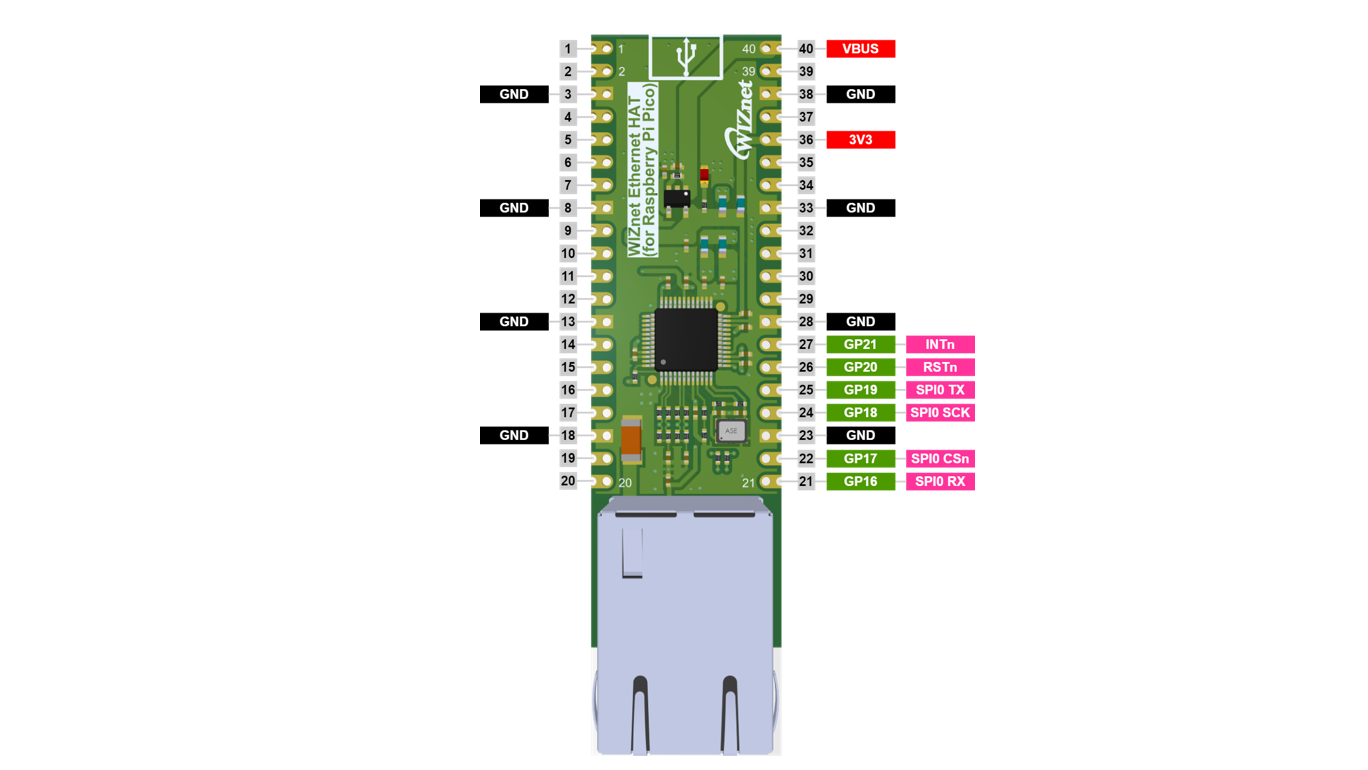 1 1 40 40 VBUS
2 2 39 39
GND 3 38 GND
4 37
5 36 3V3
6 35
7 34
GND 8 33 GND
9 32
10 31
11 30
12 29
GND 13 28 GND
14 27 GP21 INTn
15 26 GP20 RSTn
16 25 GP19 SPI0 TX
17 24 GP18 SPI0 SCK
GND 18 23 GND
19 22 GP17 SPI0 CSn
20 20 21 21 GP16 SPI0 RX
WIZnet Ethernet HAT
(for Raspberry Pi Pico)
WIZnet
ASE